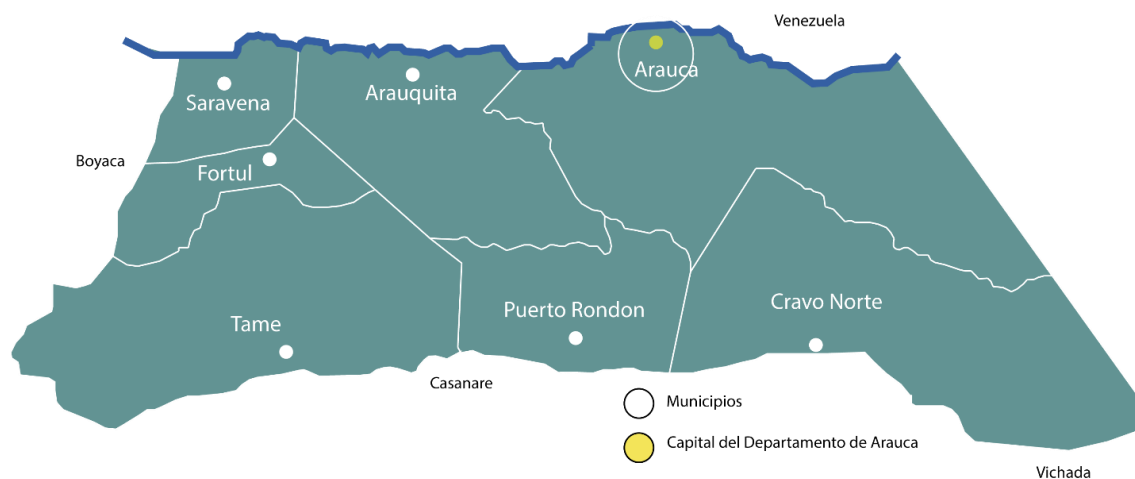 Venezuela
Arauca
Arauquita
Saravena
Boyaca
Fortul
Cravo Norte
Puerto Rondon
Tame
Casanare
Municipios
Capital del Departamento de Arauca
Vichada